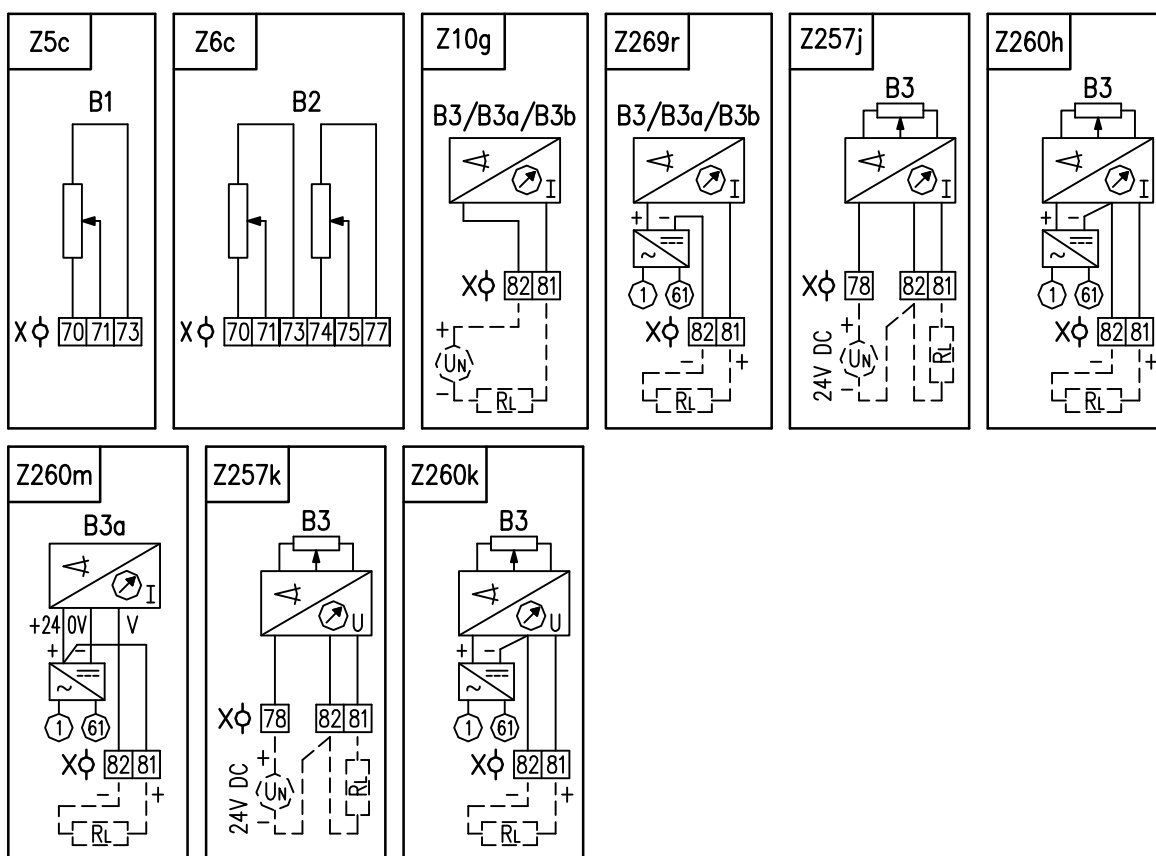 Z5c
B1
X 70 71 73
Z6c
B2
X 70 71 73 74 75 77
Z10g
B3/B3a/B3b
I
X 82 81
+
UN
-
RL
Z269r
B3/B3a/B3b
I
+ -
~
1 61
X 82 81
- +
RL
Z257j
B3
I
X 78 82 81
24V DC
+
UN
-
RL
Z260h
B3
I
+ -
~
1 61
X 82 81
- +
RL
Z260m
B3a
I
+24 0V V
+ -
~
1 61
X 82 81
- +
RL
Z257k
B3
U
X 78 82 81
24V DC
+
UN
-
RL
Z260k
B3
U
+ -
~
1 61
X 82 81
- +
RL